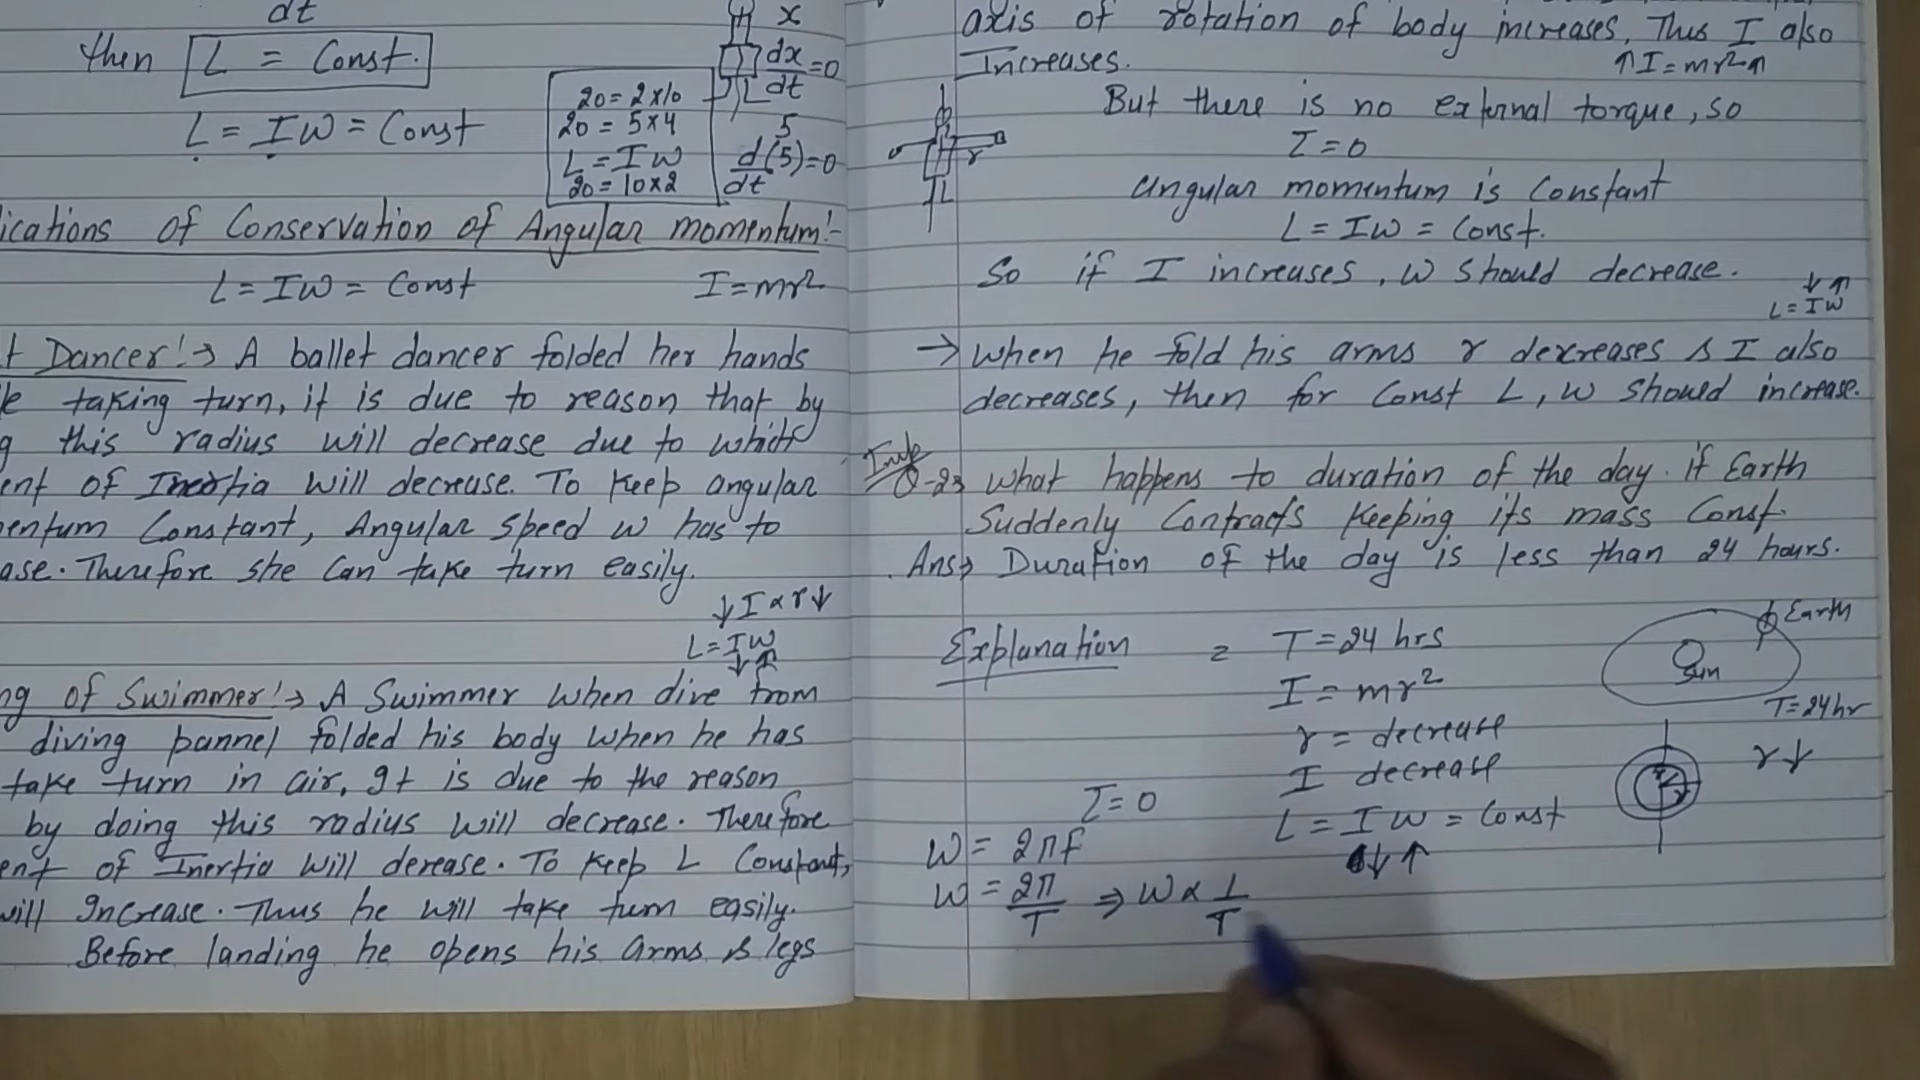 dt
then L = Const.
L = Iω = Const
20 = 2×10
20 = 5×4
L = Iω
20 = 10×2
x
dx/dt = 0
5
d(5)/dt = 0
ications of Conservation of Angular momentum:-
L = Iω = Const I = mr²
t Dancer:→ A ballet dancer folded her hands
e taking turn, it is due to reason that by
g this radius will decrease due to which
ent of Inertia will decrease. To keep angular
entum Constant, Angular speed ω has to
ase. Therefore she can take turn easily.
↓I∝r↓
L=Iω
↓↑
ng of Swimmer:→ A Swimmer when dive from
diving pannel folded his body when he has
take turn in air, It is due to the reason
by doing this radius will decrease. Therefore
ent of Inertia will derease. To keep L Constant,
will Increase. Thus he will take turn easily.
Before landing he opens his arms & legs
axis of rotation of body increases, Thus I also
Increases. ↑I=mr²↑
But there is no external torque, so
τ = 0
r
angular momentum is Constant
L = Iω = Const.
So if I increases, ω should decrease.
↓↑
L=Iω
→ when he fold his arms r decreases & I also
decreases, then for Const L, ω should increase.
Imp
Q-23 What happens to duration of the day. if Earth
Suddenly Contracts keeping its mass Const.
Ans→ Duration of the day is less than 24 hours.
Explanation = T = 24 hrs
I = mr²
r = decrease
I decrease
L = Iω = Const
↓↑
Earth
Sun
T=24hr
r↓
τ=0
ω = 2πf
ω = 2π/T ⇒ ω ∝ 1/T